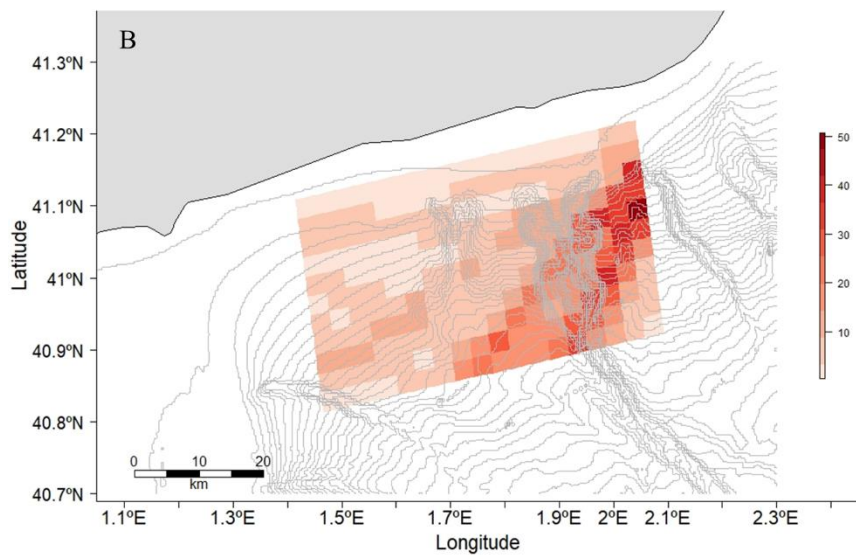 B
41.3ºN
41.2ºN
41.1ºN
41ºN
40.9ºN
40.8ºN
40.7ºN
Latitude
50
40
30
20
10
0 10 20
km
1.1ºE 1.3ºE 1.5ºE 1.7ºE 1.9ºE 2ºE 2.1ºE 2.3ºE
Longitude